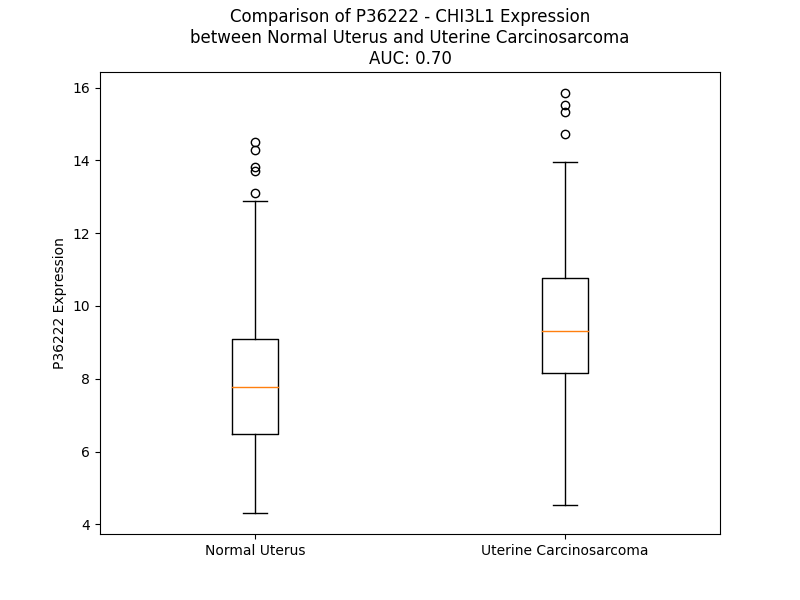 Comparison of P36222 - CHI3L1 Expression
between Normal Uterus and Uterine Carcinosarcoma
AUC: 0.70
16
14
12
10
8
6
4
P36222 Expression
Normal Uterus
Uterine Carcinosarcoma